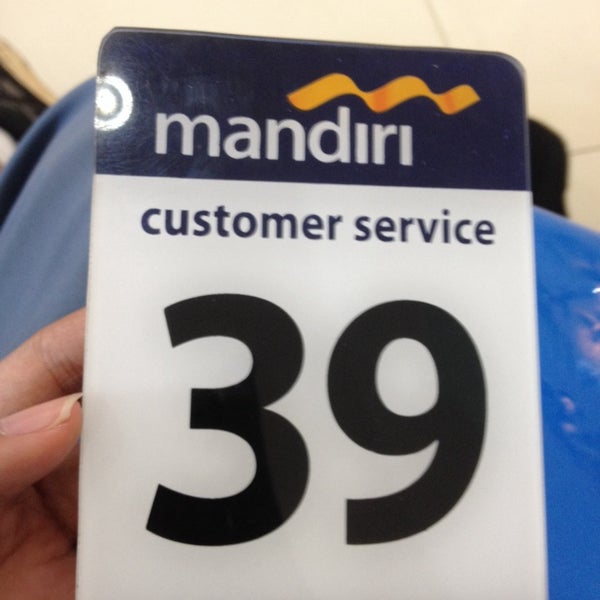 mandiri
customer service
39